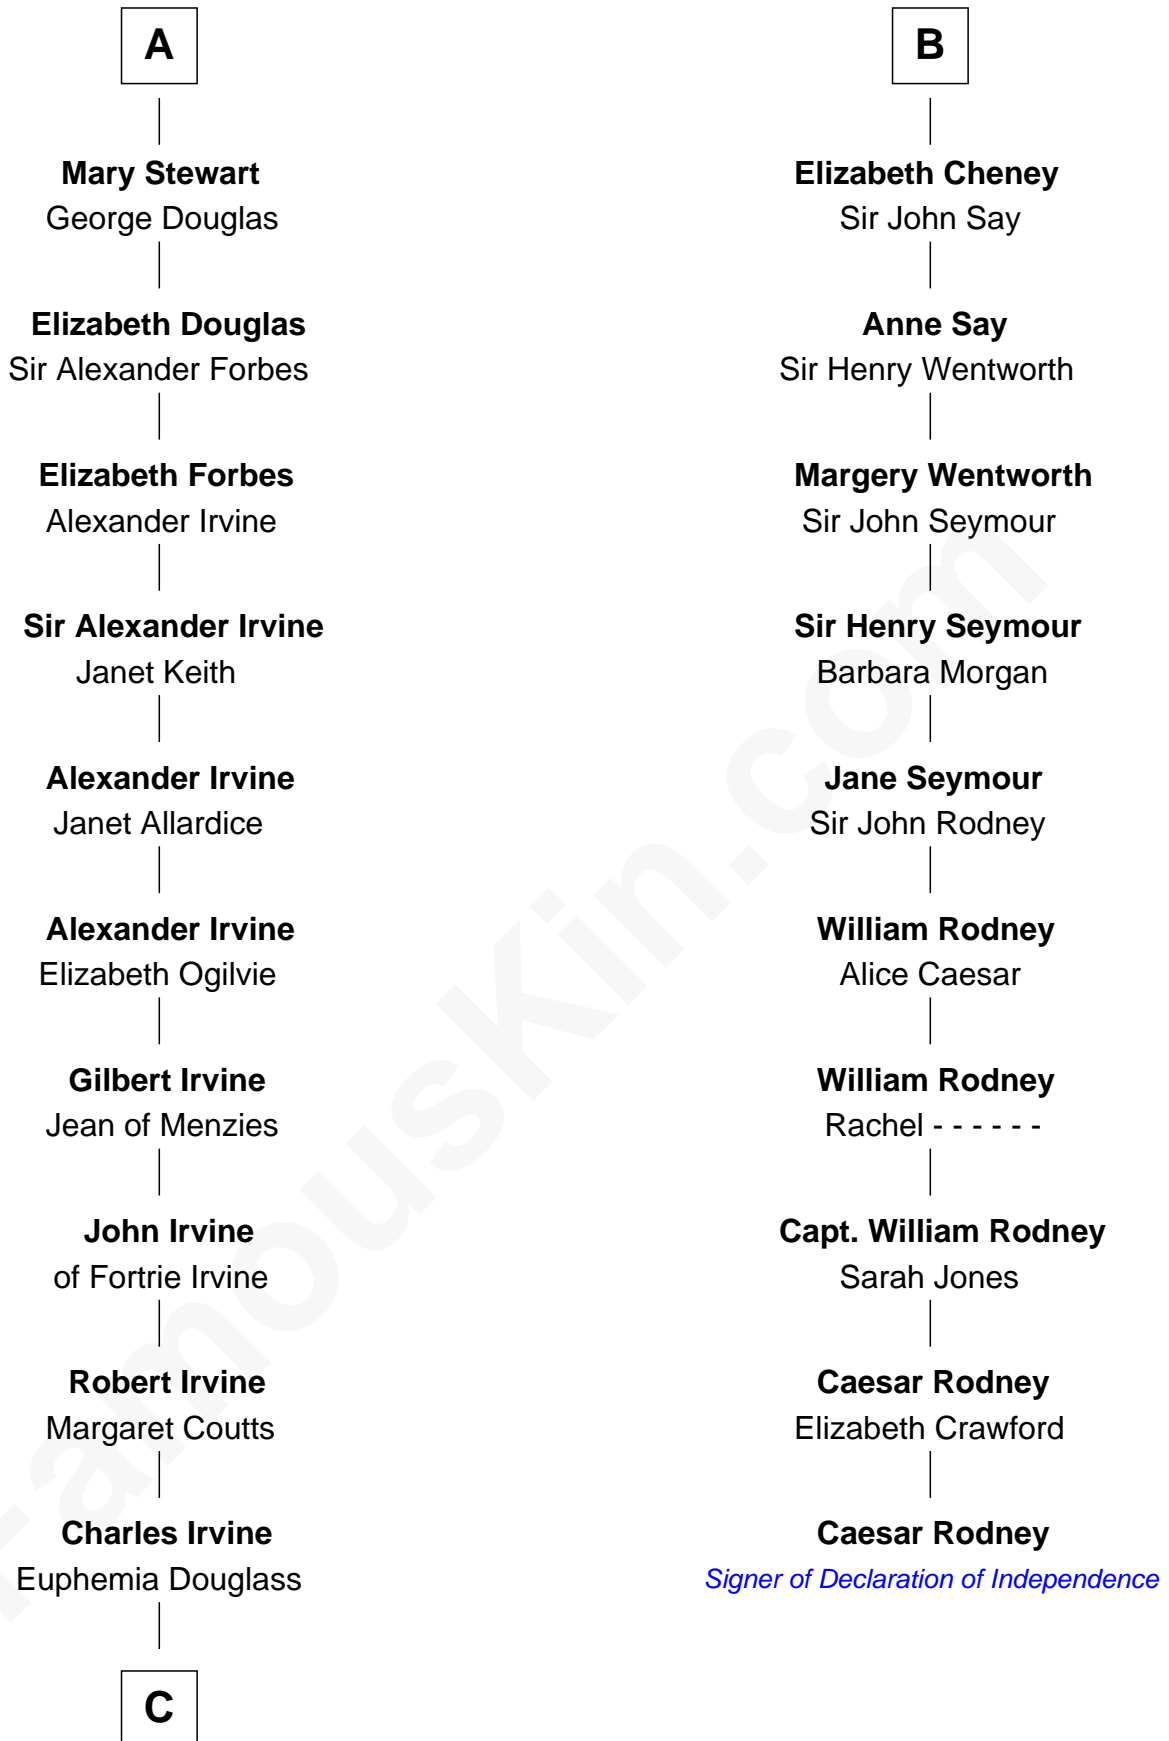 A
Mary Stewart
George Douglas
Elizabeth Douglas
Sir Alexander Forbes
Elizabeth Forbes
Alexander Irvine
Sir Alexander Irvine
Janet Keith
Alexander Irvine
Janet Allardice
Alexander Irvine
Elizabeth Ogilvie
Gilbert Irvine
Jean of Menzies
John Irvine
of Fortrie Irvine
Robert Irvine
Margaret Coutts
Charles Irvine
Euphemia Douglass
C
B
Elizabeth Cheney
Sir John Say
Anne Say
Sir Henry Wentworth
Margery Wentworth
Sir John Seymour
Sir Henry Seymour
Barbara Morgan
Jane Seymour
Sir John Rodney
William Rodney
Alice Caesar
William Rodney
Rachel - - - - - -
Capt. William Rodney
Sarah Jones
Caesar Rodney
Elizabeth Crawford
Caesar Rodney
Signer of Declaration of Independence
FamousKin.com